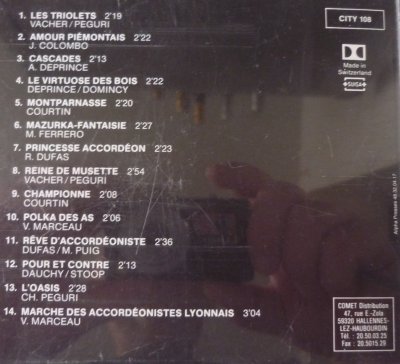 CITY 108
1. LES TRIOLETS 2'19
VACHER/PEGURI
2. AMOUR PIÉMONTAIS 2'22
J. COLOMBO
3. CASCADES 2'13
A. DEPRINCE
4. LE VIRTUOSE DES BOIS 2'22
DEPRINCE/DOMINCY
5. MONTPARNASSE 2'20
COURTIN
6. MAZURKA-FANTAISIE 2'27
M. FERRERO
7. PRINCESSE ACCORDÉON 2'23
R. DUFAS
8. REINE DE MUSETTE 2'54
VACHER/PEGURI
9. CHAMPIONNE 2'08
COURTIN
10. POLKA DES AS 2'06
V. MARCEAU
11. RÊVE D'ACCORDÉONISTE 2'36
DUFAS/M. PUIG
12. POUR ET CONTRE 2'13
DAUCHY/STOOP
13. L'OASIS 2'28
CH. PEGURI
14. MARCHE DES ACCORDÉONISTES LYONNAIS 3'04
V. MARCEAU
Made in
Switzerland
SUISA
COMET Distribution
47, rue E.-Zola
59320 HALLENNES-
LEZ-HAUBOURDIN
Tél. : 20.50.03.25
Fax : 20.5015.29